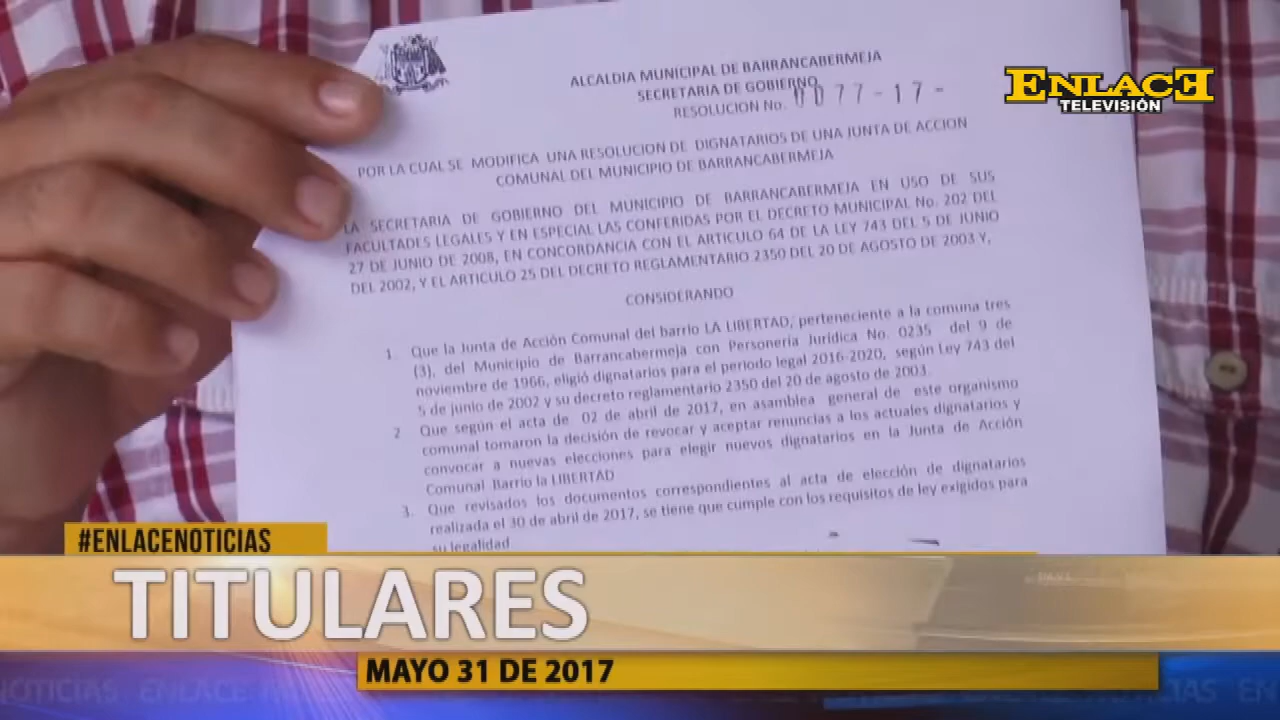 ALCALDIA MUNICIPAL DE BARRANCABERMEJA
SECRETARIA DE GOBIERNO
RESOLUCION No. 0077-17-
ENLACE
TELEVISIÓN
POR LA CUAL SE MODIFICA UNA RESOLUCION DE DIGNATARIOS DE UNA JUNTA DE ACCION
COMUNAL DEL MUNICIPIO DE BARRANCABERMEJA
LA SECRETARIA DE GOBIERNO DEL MUNICIPIO DE BARRANCABERMEJA EN USO DE SUS
FACULTADES LEGALES Y EN ESPECIAL LAS CONFERIDAS POR EL DECRETO MUNICIPAL No. 202 DEL
27 DE JUNIO DE 2008, EN CONCORDANCIA CON EL ARTICULO 64 DE LA LEY 743 DEL 5 DE JUNIO
DEL 2002, Y EL ARTICULO 25 DEL DECRETO REGLAMENTARIO 2350 DEL 20 DE AGOSTO DE 2003 Y,
CONSIDERANDO
1. Que la Junta de Acción Comunal del barrio LA LIBERTAD, perteneciente a la comuna tres
(3), del Municipio de Barrancabermeja con Personería Jurídica No. 0235 del 9 de
noviembre de 1966, eligió dignatarios para el periodo legal 2016-2020, según Ley 743 del
5 de junio de 2002 y su decreto reglamentario 2350 del 20 de agosto de 2003.
2 Que según el acta de 02 de abril de 2017, en asamblea general de este organismo
comunal tomaron la decisión de revocar y aceptar renuncias a los actuales dignatarios y
convocar a nuevas elecciones para elegir nuevos dignatarios en la Junta de Acción
Comunal Barrio la LIBERTAD
3. Que revisados los documentos correspondientes al acta de elección de dignatarios
realizada el 30 de abril de 2017, se tiene que cumple con los requisitos de ley exigidos para
su legalidad
#ENLACENOTICIAS
TITULARES
MAYO 31 DE 2017
NOTICIAS ENLACE